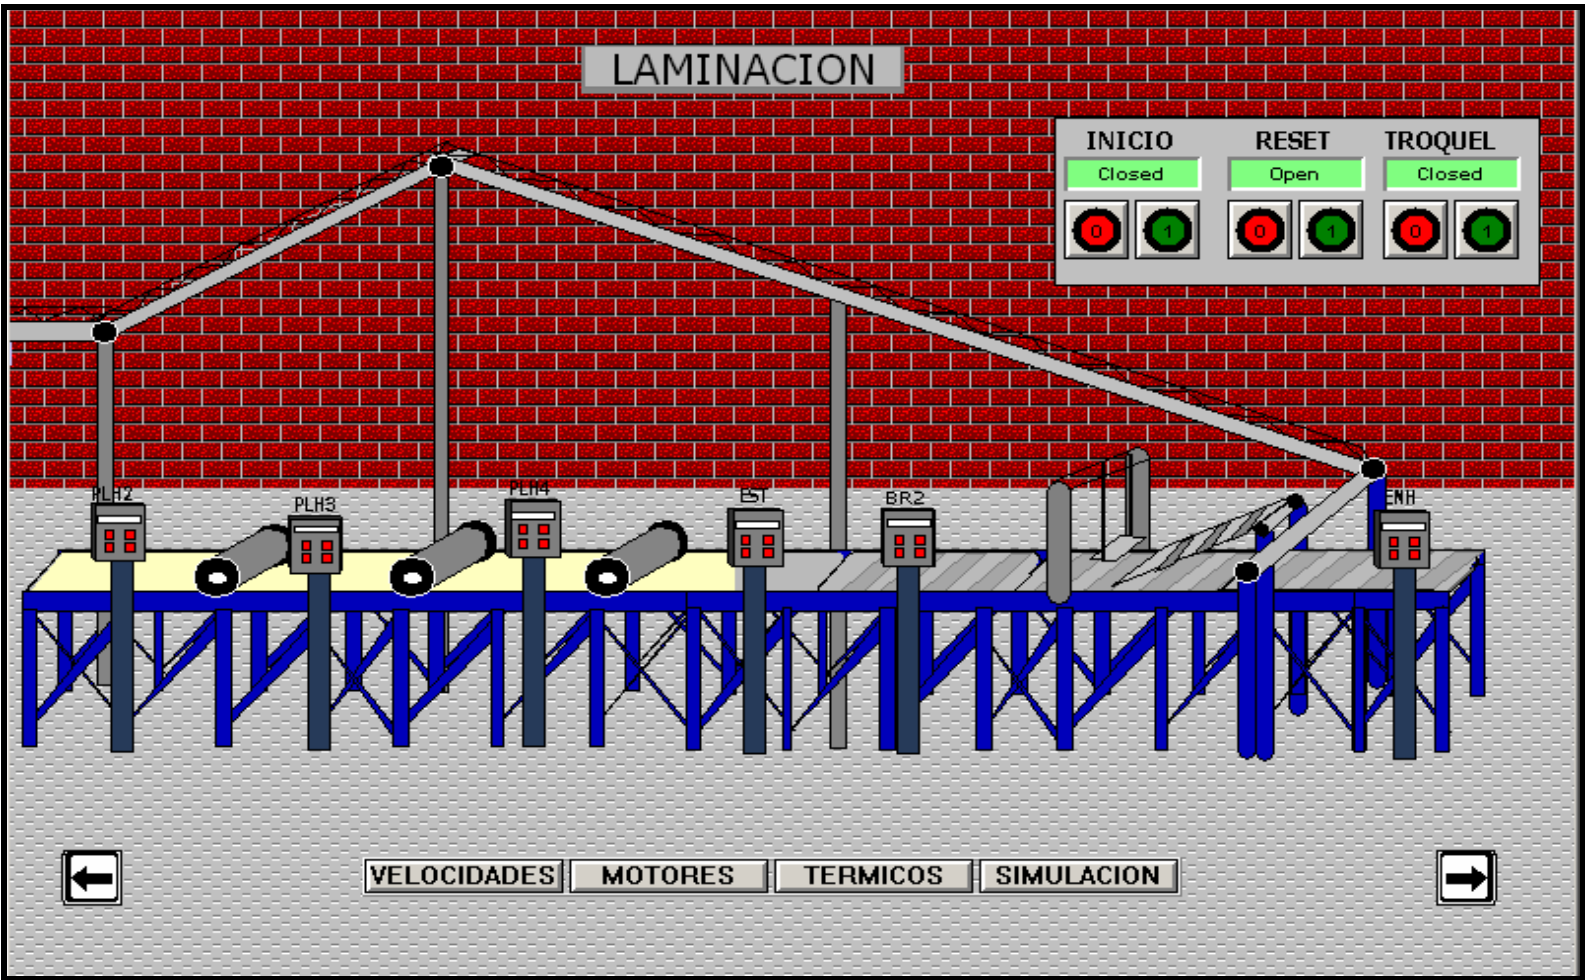 LAMINACION
INICIO RESET TROQUEL
Closed Open Closed
0 1 0 1 0 1
PLH2 PLH3 PLH4 EST BR2 ENH
VELOCIDADES MOTORES TERMICOS SIMULACION